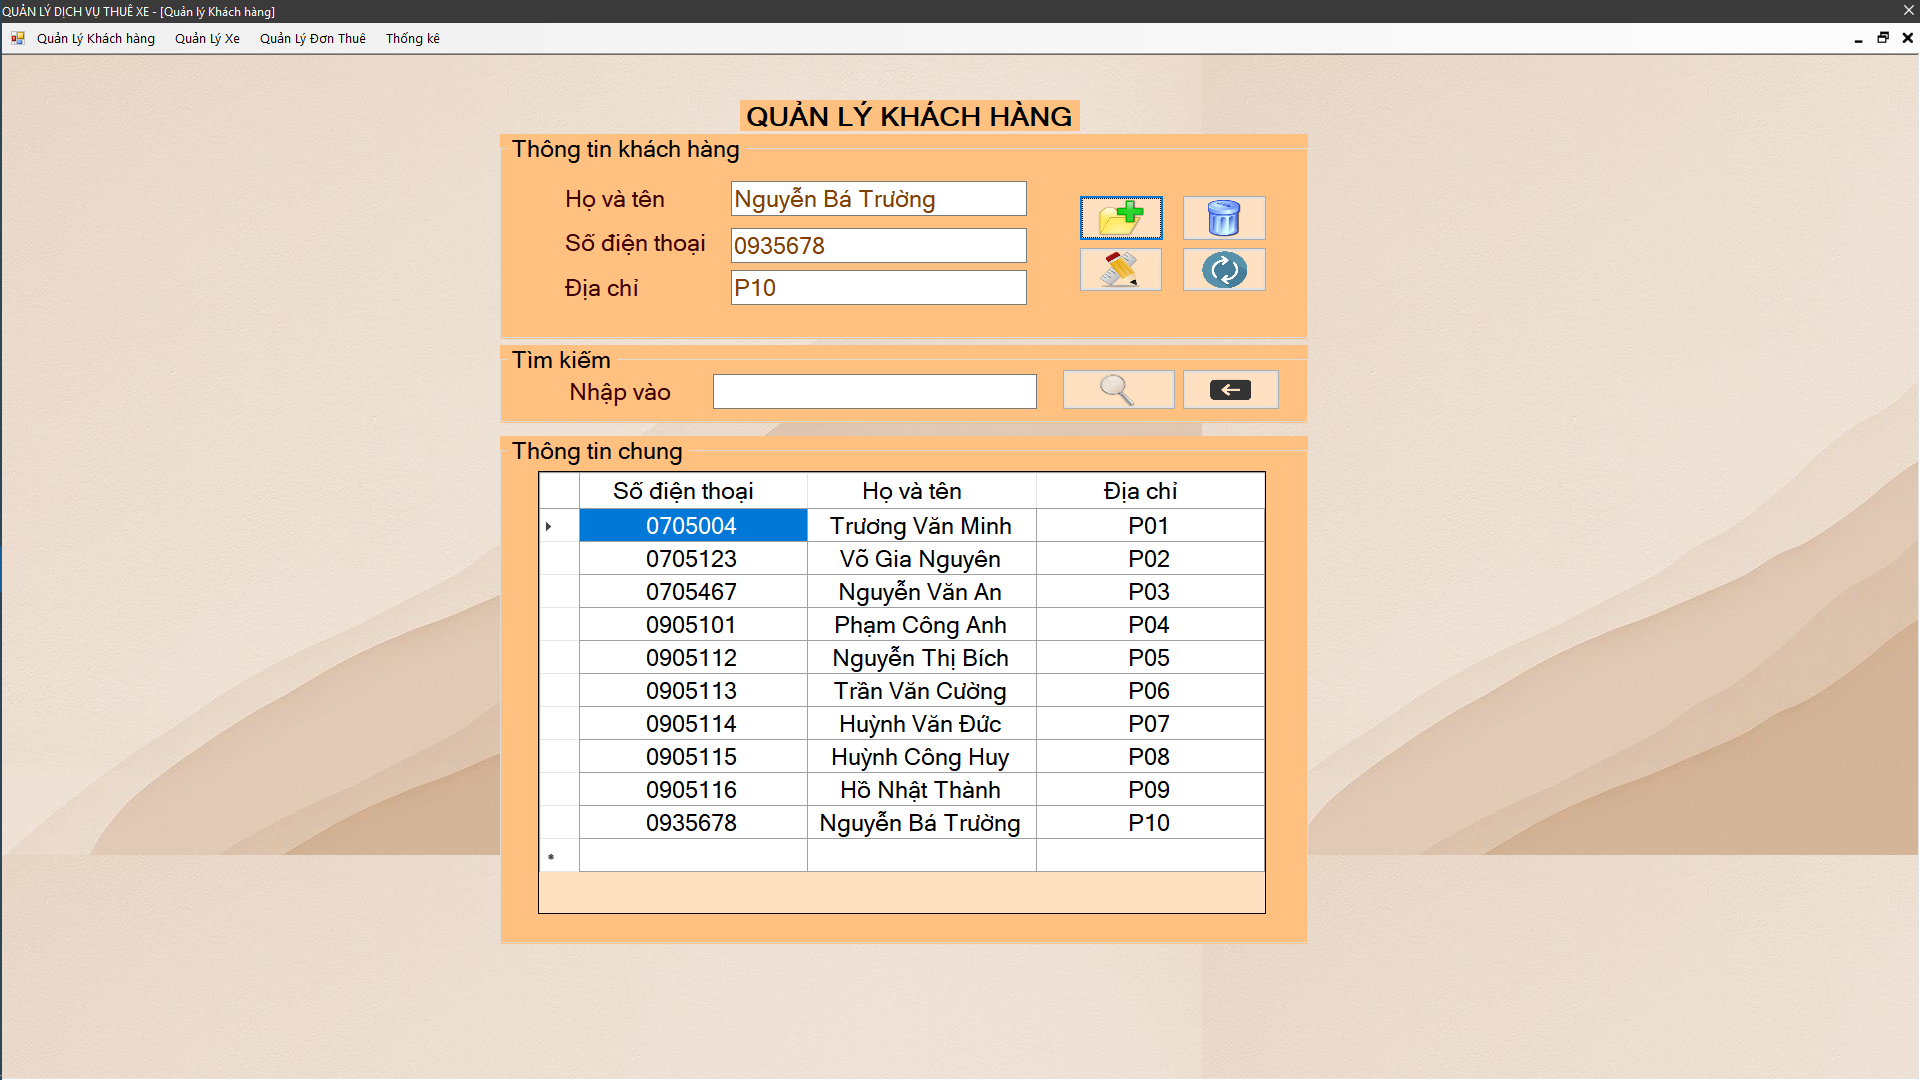 QUẢN LÝ DỊCH VỤ THUÊ XE - [Quản lý Khách hàng]
Quản Lý Khách hàng Quản Lý Xe Quản Lý Đơn Thuê Thống kê
QUẢN LÝ KHÁCH HÀNG
Thông tin khách hàng
Họ và tên Nguyễn Bá Trường
Số điện thoại 0935678
Địa chỉ P10
Tìm kiếm
Nhập vào
Thông tin chung
Số điện thoại Họ và tên Địa chỉ
0705004 Trương Văn Minh P01
0705123 Võ Gia Nguyên P02
0705467 Nguyễn Văn An P03
0905101 Phạm Công Anh P04
0905112 Nguyễn Thị Bích P05
0905113 Trần Văn Cường P06
0905114 Huỳnh Văn Đức P07
0905115 Huỳnh Công Huy P08
0905116 Hồ Nhật Thành P09
0935678 Nguyễn Bá Trường P10